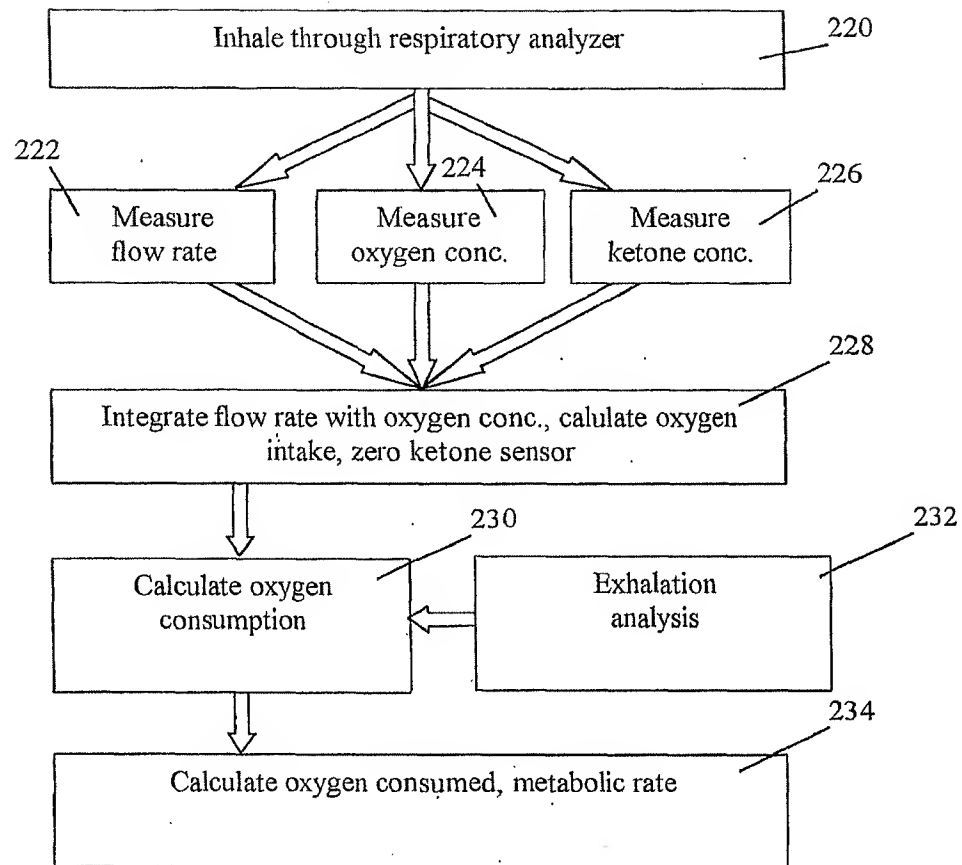 Inhale through respiratory analyzer
220
222
224
226
Measure
flow rate
Measure
oxygen conc.
Measure
ketone conc.
228
Integrate flow rate with oxygen conc., calulate oxygen
intake, zero ketone sensor
230
232
Calculate oxygen
consumption
Exhalation
analysis
234
Calculate oxygen consumed, metabolic rate